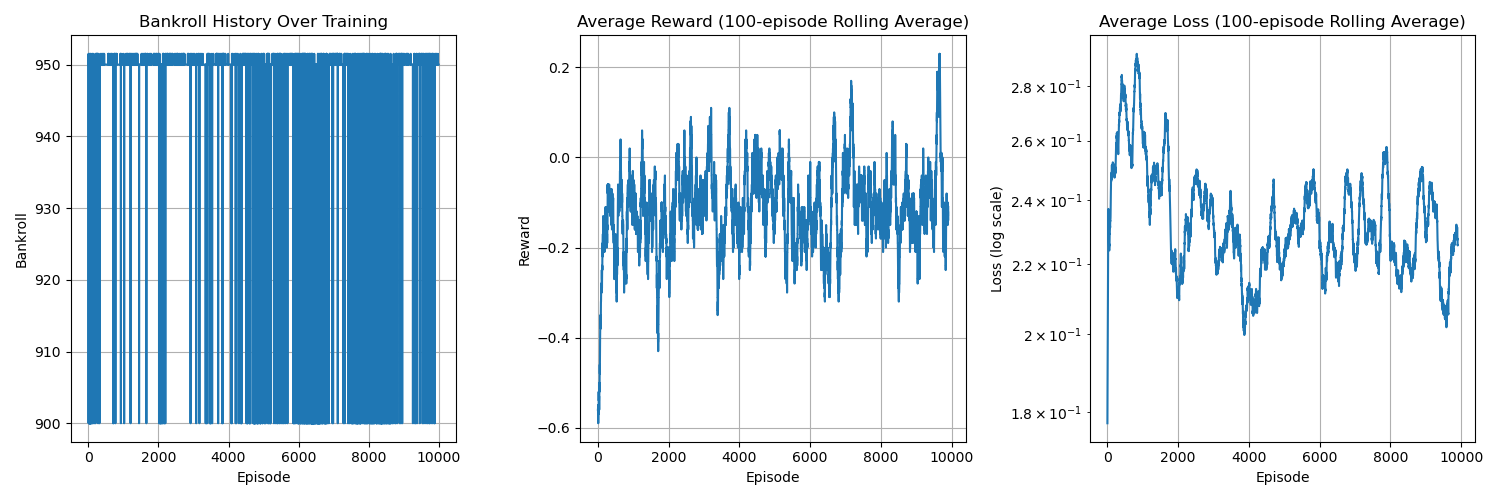 Bankroll History Over Training
Bankroll
950
940
930
920
910
900
0 2000 4000 6000 8000 10000
Episode
Average Reward (100-episode Rolling Average)
Reward
0.2
0.0
−0.2
−0.4
−0.6
0 2000 4000 6000 8000 10000
Episode
Average Loss (100-episode Rolling Average)
Loss (log scale)
2.8 × 10⁻¹
2.6 × 10⁻¹
2.4 × 10⁻¹
2.2 × 10⁻¹
2 × 10⁻¹
1.8 × 10⁻¹
0 2000 4000 6000 8000 10000
Episode